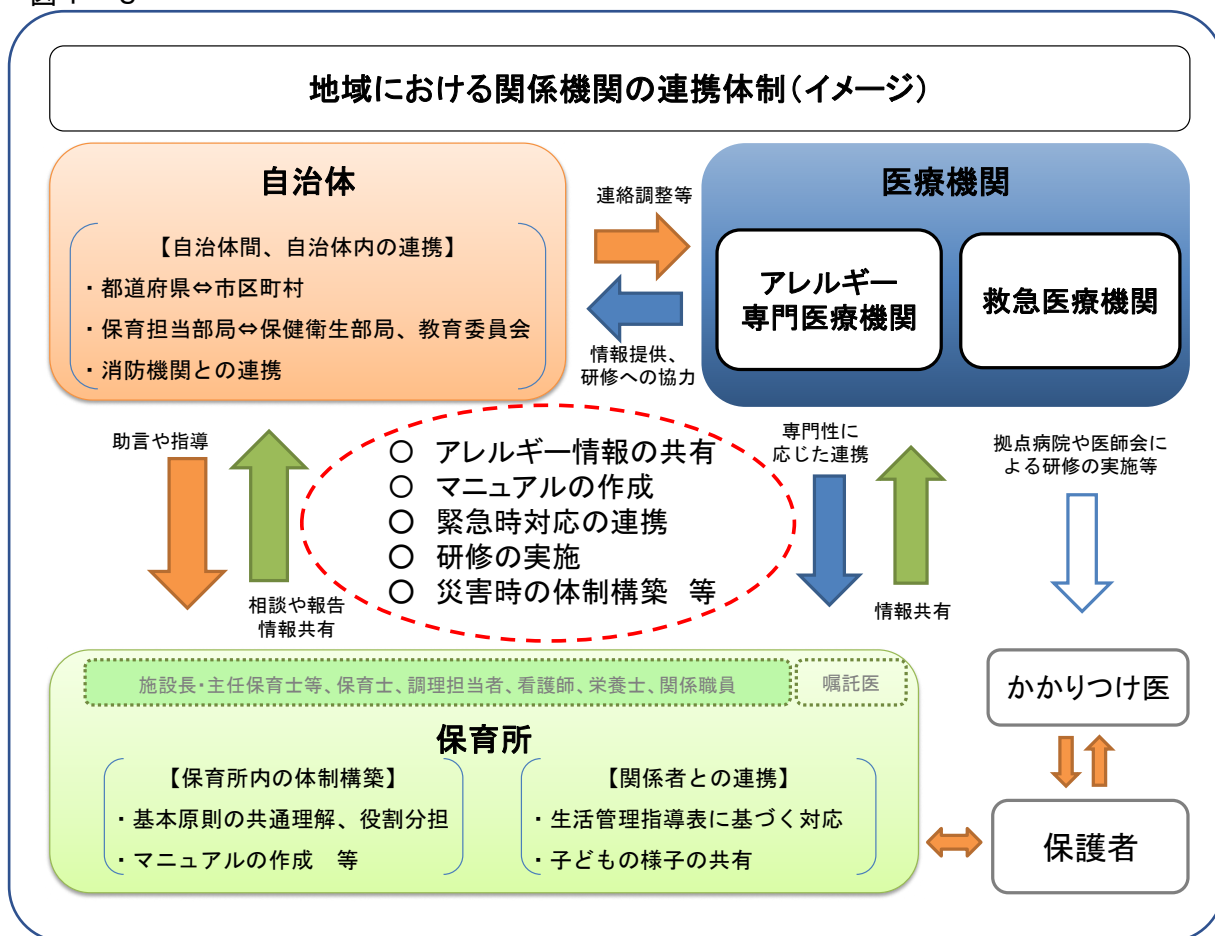 地域における関係機関の連携体制(イメージ)
自治体
【自治体間、自治体内の連携】
・都道府県⇔市区町村
・保育担当部局⇔保健衛生部局、教育委員会
・消防機関との連携
連絡調整等
情報提供、
研修への協力
医療機関
アレルギー
専門医療機関
救急医療機関
助言や指導
相談や報告
情報共有
○ アレルギー情報の共有
○ マニュアルの作成
○ 緊急時対応の連携
○ 研修の実施
○ 災害時の体制構築 等
専門性に
応じた連携
情報共有
拠点病院や医師会に
よる研修の実施等
施設長・主任保育士等、保育士、調理担当者、看護師、栄養士、関係職員
嘱託医
保育所
【保育所内の体制構築】
・基本原則の共通理解、役割分担
・マニュアルの作成 等
【関係者との連携】
・生活管理指導表に基づく対応
・子どもの様子の共有
かかりつけ医
保護者